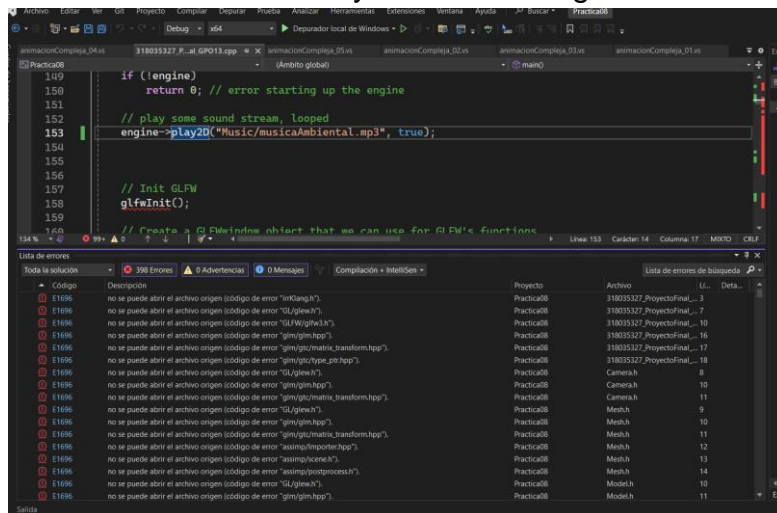 Archivo Editar Ver Git Proyecto Compilar Depurar Prueba Analizar Herramientas Extensiones Ventana Ayuda Buscar Practica08
Debug x64 Depurador local de Windows
animacionCompleja_04.vs 318035327_P...al_GPO13.cpp animacionCompleja_05.vs animacionCompleja_02.vs animacionCompleja_03.vs animacionCompleja_01.vs
Practica08 (Ámbito global) main()
149 if (!engine)
150 return 0; // error starting up the engine
151
152 // play some sound stream, looped
153 engine->play2D("Music/musicaAmbiental.mp3", true);
154
155
156
157 // Init GLFW
158 glfwInit();
159
160 // Create a GLFWwindow object that we can use for GLFW's functions
134 % 99+ 0 Línea: 153 Carácter: 14 Columna: 17 MIXTO CRLF
Lista de errores
Toda la solución 398 Errores 0 Advertencias 0 Mensajes Compilación + IntelliSen Lista de errores de búsqueda
Código Descripción Proyecto Archivo Lí... Deta...
E1696 no se puede abrir el archivo origen (código de error "irrKlang.h"). Practica08 318035327_ProyectoFinal_... 3
E1696 no se puede abrir el archivo origen (código de error "GL/glew.h"). Practica08 318035327_ProyectoFinal_... 7
E1696 no se puede abrir el archivo origen (código de error "GLFW/glfw3.h"). Practica08 318035327_ProyectoFinal_... 10
E1696 no se puede abrir el archivo origen (código de error "glm/glm.hpp"). Practica08 318035327_ProyectoFinal_... 16
E1696 no se puede abrir el archivo origen (código de error "glm/gtc/matrix_transform.hpp"). Practica08 318035327_ProyectoFinal_... 17
E1696 no se puede abrir el archivo origen (código de error "glm/gtc/type_ptr.hpp"). Practica08 318035327_ProyectoFinal_... 18
E1696 no se puede abrir el archivo origen (código de error "GL/glew.h"). Practica08 Camera.h 8
E1696 no se puede abrir el archivo origen (código de error "glm/glm.hpp"). Practica08 Camera.h 10
E1696 no se puede abrir el archivo origen (código de error "glm/gtc/matrix_transform.hpp"). Practica08 Camera.h 11
E1696 no se puede abrir el archivo origen (código de error "GL/glew.h"). Practica08 Mesh.h 9
E1696 no se puede abrir el archivo origen (código de error "glm/glm.hpp"). Practica08 Mesh.h 10
E1696 no se puede abrir el archivo origen (código de error "glm/gtc/matrix_transform.hpp"). Practica08 Mesh.h 11
E1696 no se puede abrir el archivo origen (código de error "assimp/Importer.hpp"). Practica08 Mesh.h 12
E1696 no se puede abrir el archivo origen (código de error "assimp/scene.h"). Practica08 Mesh.h 13
E1696 no se puede abrir el archivo origen (código de error "assimp/postprocess.h"). Practica08 Mesh.h 14
E1696 no se puede abrir el archivo origen (código de error "GL/glew.h"). Practica08 Model.h 10
E1696 no se puede abrir el archivo origen (código de error "glm/glm.hpp"). Practica08 Model.h 11
Salida